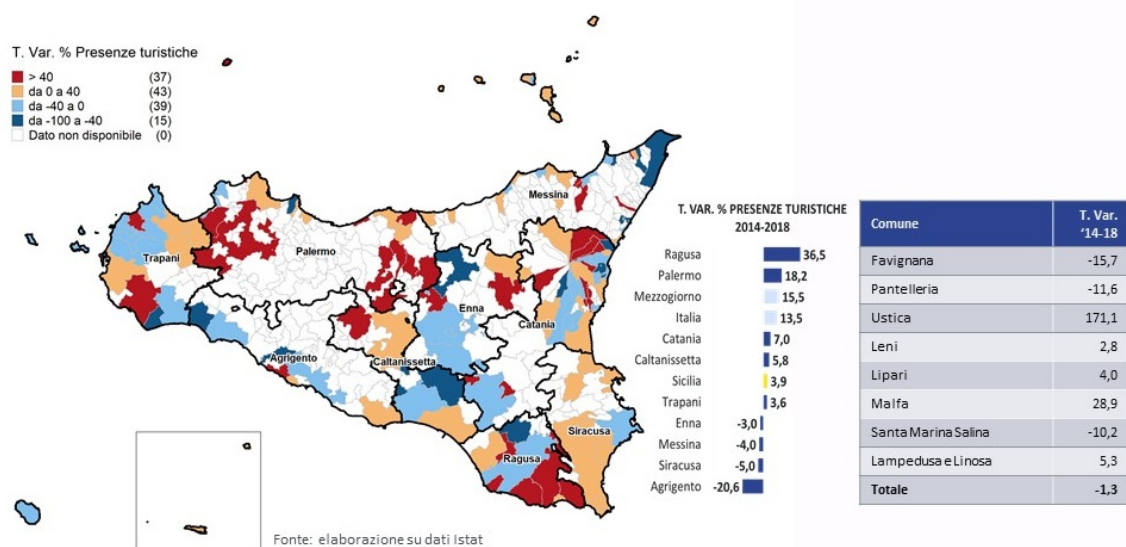 T. Var. % Presenze turistiche
> 40 (37)
da 0 a 40 (43)
da -40 a 0 (39)
da -100 a -40 (15)
Dato non disponibile (0)
Messina
Palermo
Trapani
Enna
Catania
Agrigento
Caltanissetta
Siracusa
Ragusa
Fonte: elaborazione su dati Istat
T. VAR. % PRESENZE TURISTICHE
2014-2018
Ragusa 36,5
Palermo 18,2
Mezzogiorno 15,5
Italia 13,5
Catania 7,0
Caltanissetta 5,8
Sicilia 3,9
Trapani 3,6
Enna -3,0
Messina -4,0
Siracusa -5,0
Agrigento -20,6
Comune T. Var. '14-18
Favignana -15,7
Pantelleria -11,6
Ustica 171,1
Leni 2,8
Lipari 4,0
Malfa 28,9
Santa Marina Salina -10,2
Lampedusa e Linosa 5,3
Totale -1,3